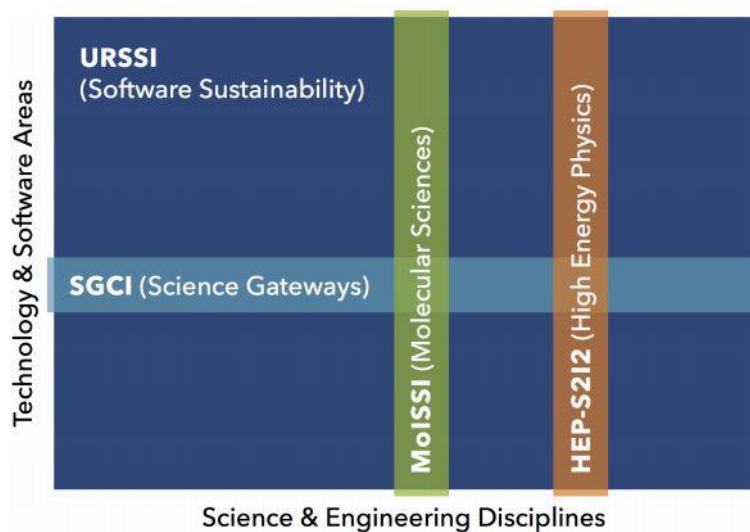 URSSI
(Software Sustainability)
SGCI (Science Gateways)
MolSSI (Molecular Sciences)
HEP-S2I2 (High Energy Physics)
Technology & Software Areas
Science & Engineering Disciplines